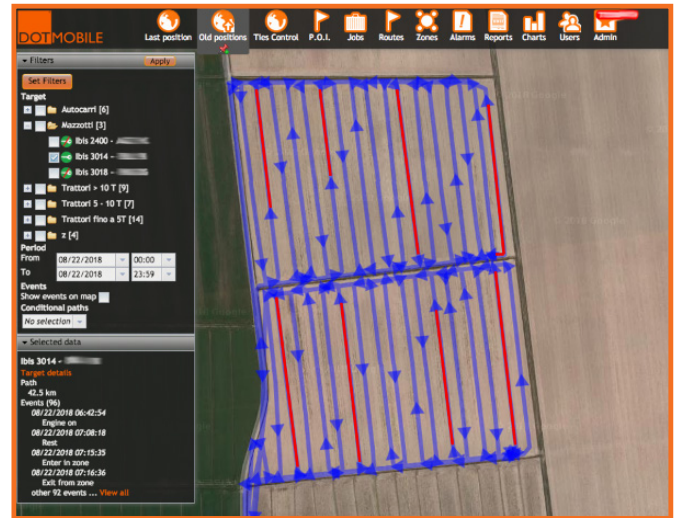 DOTMOBILE
Last position
Old positions
Ties Control
P.O.I.
Jobs
Routes
Zones
Alarms
Reports
Charts
Users
Admin
Filters
Apply
Set Filters
Target
Autocarri [6]
Mazzotti [3]
Ibis 2400 -
Ibis 3014 -
Ibis 3018 -
Trattori > 10 T [9]
Trattori 5 - 10 T [7]
Trattori fino a 5T [14]
z [4]
Period
From 08/22/2018 00:00
To 08/22/2018 23:59
Events
Show events on map
Conditional paths
No selection
Selected data
Ibis 3014 -
Target details
Path
42.5 km
Events (96)
08/22/2018 06:42:54
Engine on
08/22/2018 07:08:18
Rest
08/22/2018 07:15:35
Enter in zone
08/22/2018 07:16:36
Exit from zone
other 92 events ... View all